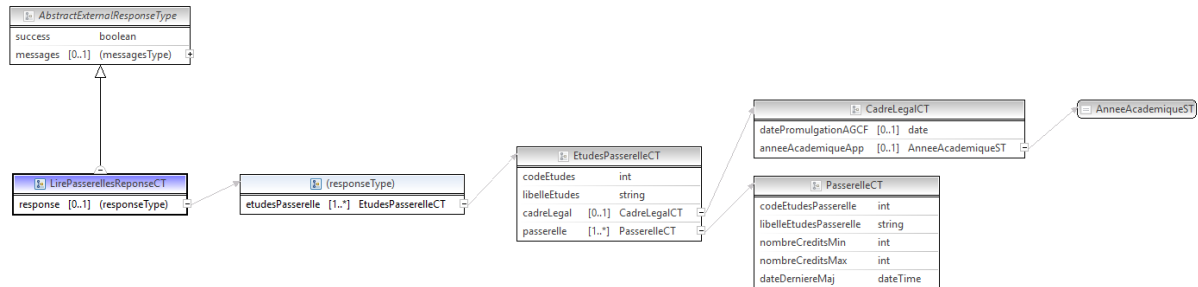 AbstractExternalResponseType
success boolean
messages [0..1] (messagesType)
LirePasserellesReponseCT
response [0..1] (responseType)
(responseType)
etudesPasserelle [1..*] EtudesPasserelleCT
EtudesPasserelleCT
codeEtudes int
libelleEtudes string
cadreLegal [0..1] CadreLegalCT
passerelle [1..*] PasserelleCT
CadreLegalCT
datePromulgationAGCF [0..1] date
anneeAcademiqueApp [0..1] AnneeAcademiqueST
AnneeAcademiqueST
PasserelleCT
codeEtudesPasserelle int
libelleEtudesPasserelle string
nombreCreditsMin int
nombreCreditsMax int
dateDerniereMaj dateTime